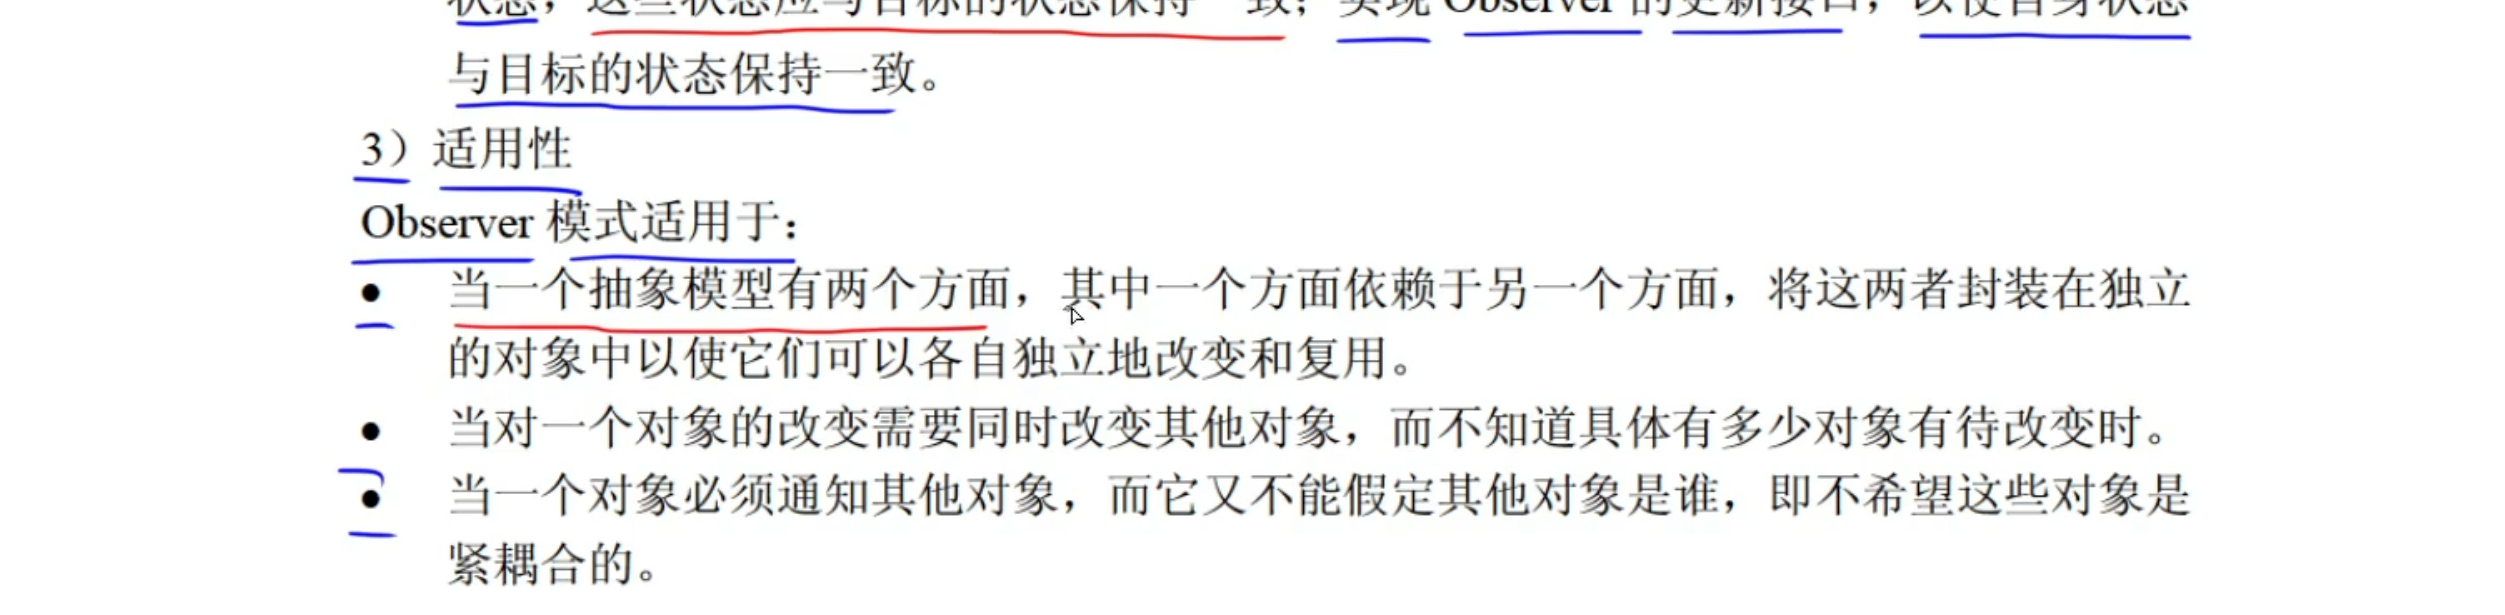 状态，这些状态应与目标的状态保持一致；实现 Observer 的更新接口，以使自身状态
与目标的状态保持一致。
3）适用性
Observer 模式适用于：
● 当一个抽象模型有两个方面，其中一个方面依赖于另一个方面，将这两者封装在独立
的对象中以使它们可以各自独立地改变和复用。
● 当对一个对象的改变需要同时改变其他对象，而不知道具体有多少对象有待改变时。
● 当一个对象必须通知其他对象，而它又不能假定其他对象是谁，即不希望这些对象是
紧耦合的。